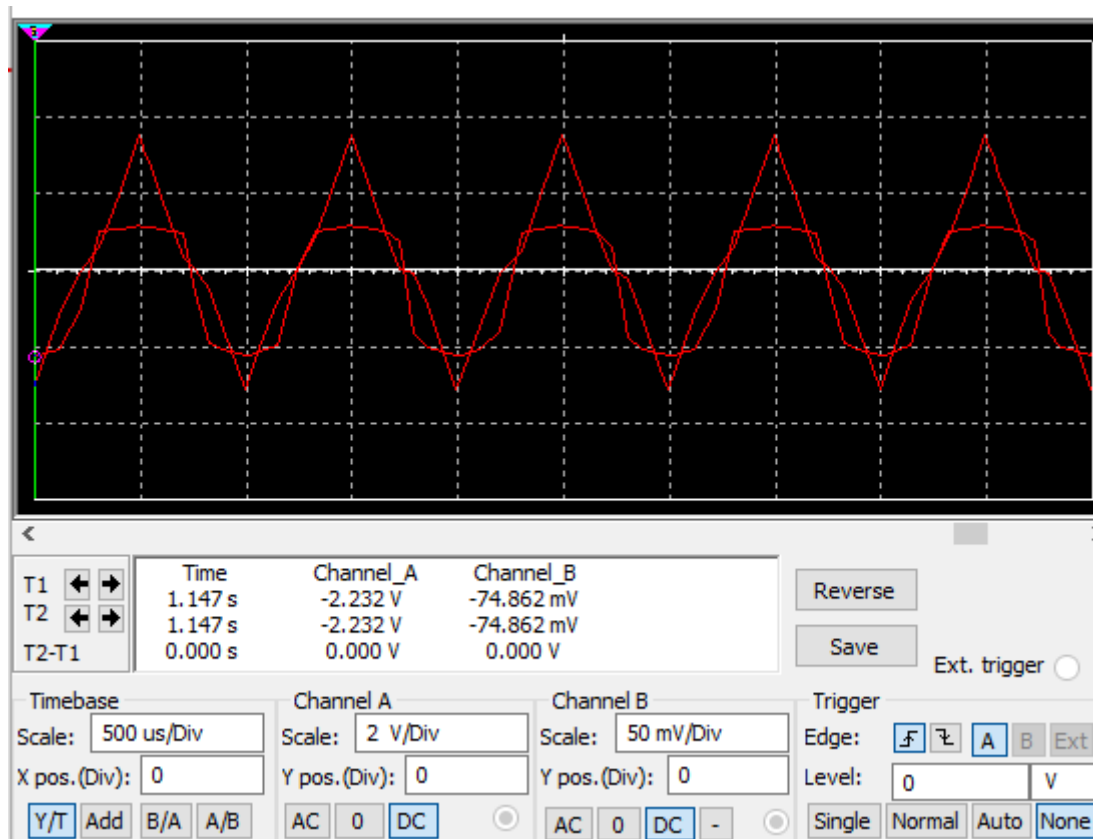 Time Channel_A Channel_B
T1 1.147 s -2.232 V -74.862 mV
T2 1.147 s -2.232 V -74.862 mV
T2-T1 0.000 s 0.000 V 0.000 V
Reverse
Save
Ext. trigger
Timebase
Scale: 500 us/Div
X pos.(Div): 0
Y/T Add B/A A/B
Channel A
Scale: 2 V/Div
Y pos.(Div): 0
AC 0 DC
Channel B
Scale: 50 mV/Div
Y pos.(Div): 0
AC 0 DC -
Trigger
Edge: A B Ext
Level: 0 V
Single Normal Auto None